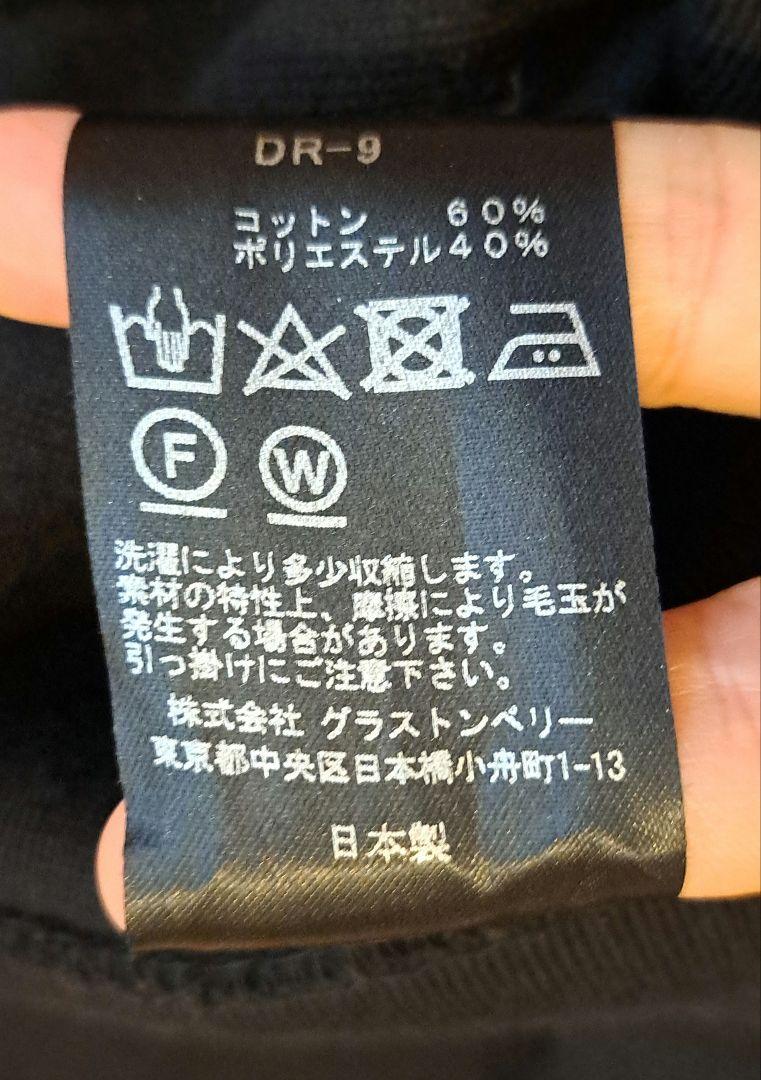 DR-9
コットン 60%
ポリエステル40%
F W
洗濯により多少収縮します。
素材の特性上、摩擦により毛玉が
発生する場合があります。
引っ掛けにご注意下さい。
株式会社 グラストンベリー
東京都中央区日本橋小舟町1-13
日本製